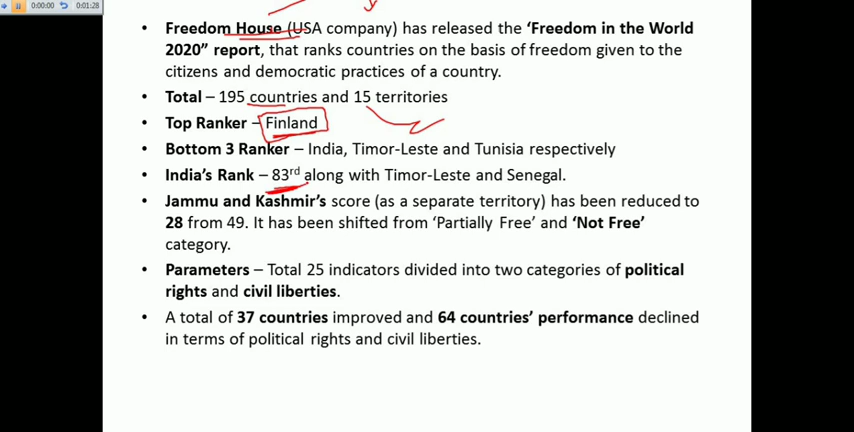 0:00:00 0:01:28
• Freedom House (USA company) has released the ‘Freedom in the World
2020” report, that ranks countries on the basis of freedom given to the
citizens and democratic practices of a country.
• Total – 195 countries and 15 territories
• Top Ranker – Finland
• Bottom 3 Ranker – India, Timor-Leste and Tunisia respectively
• India’s Rank – 83rd along with Timor-Leste and Senegal.
• Jammu and Kashmir’s score (as a separate territory) has been reduced to
28 from 49. It has been shifted from ‘Partially Free’ and ‘Not Free’
category.
• Parameters – Total 25 indicators divided into two categories of political
rights and civil liberties.
• A total of 37 countries improved and 64 countries’ performance declined
in terms of political rights and civil liberties.